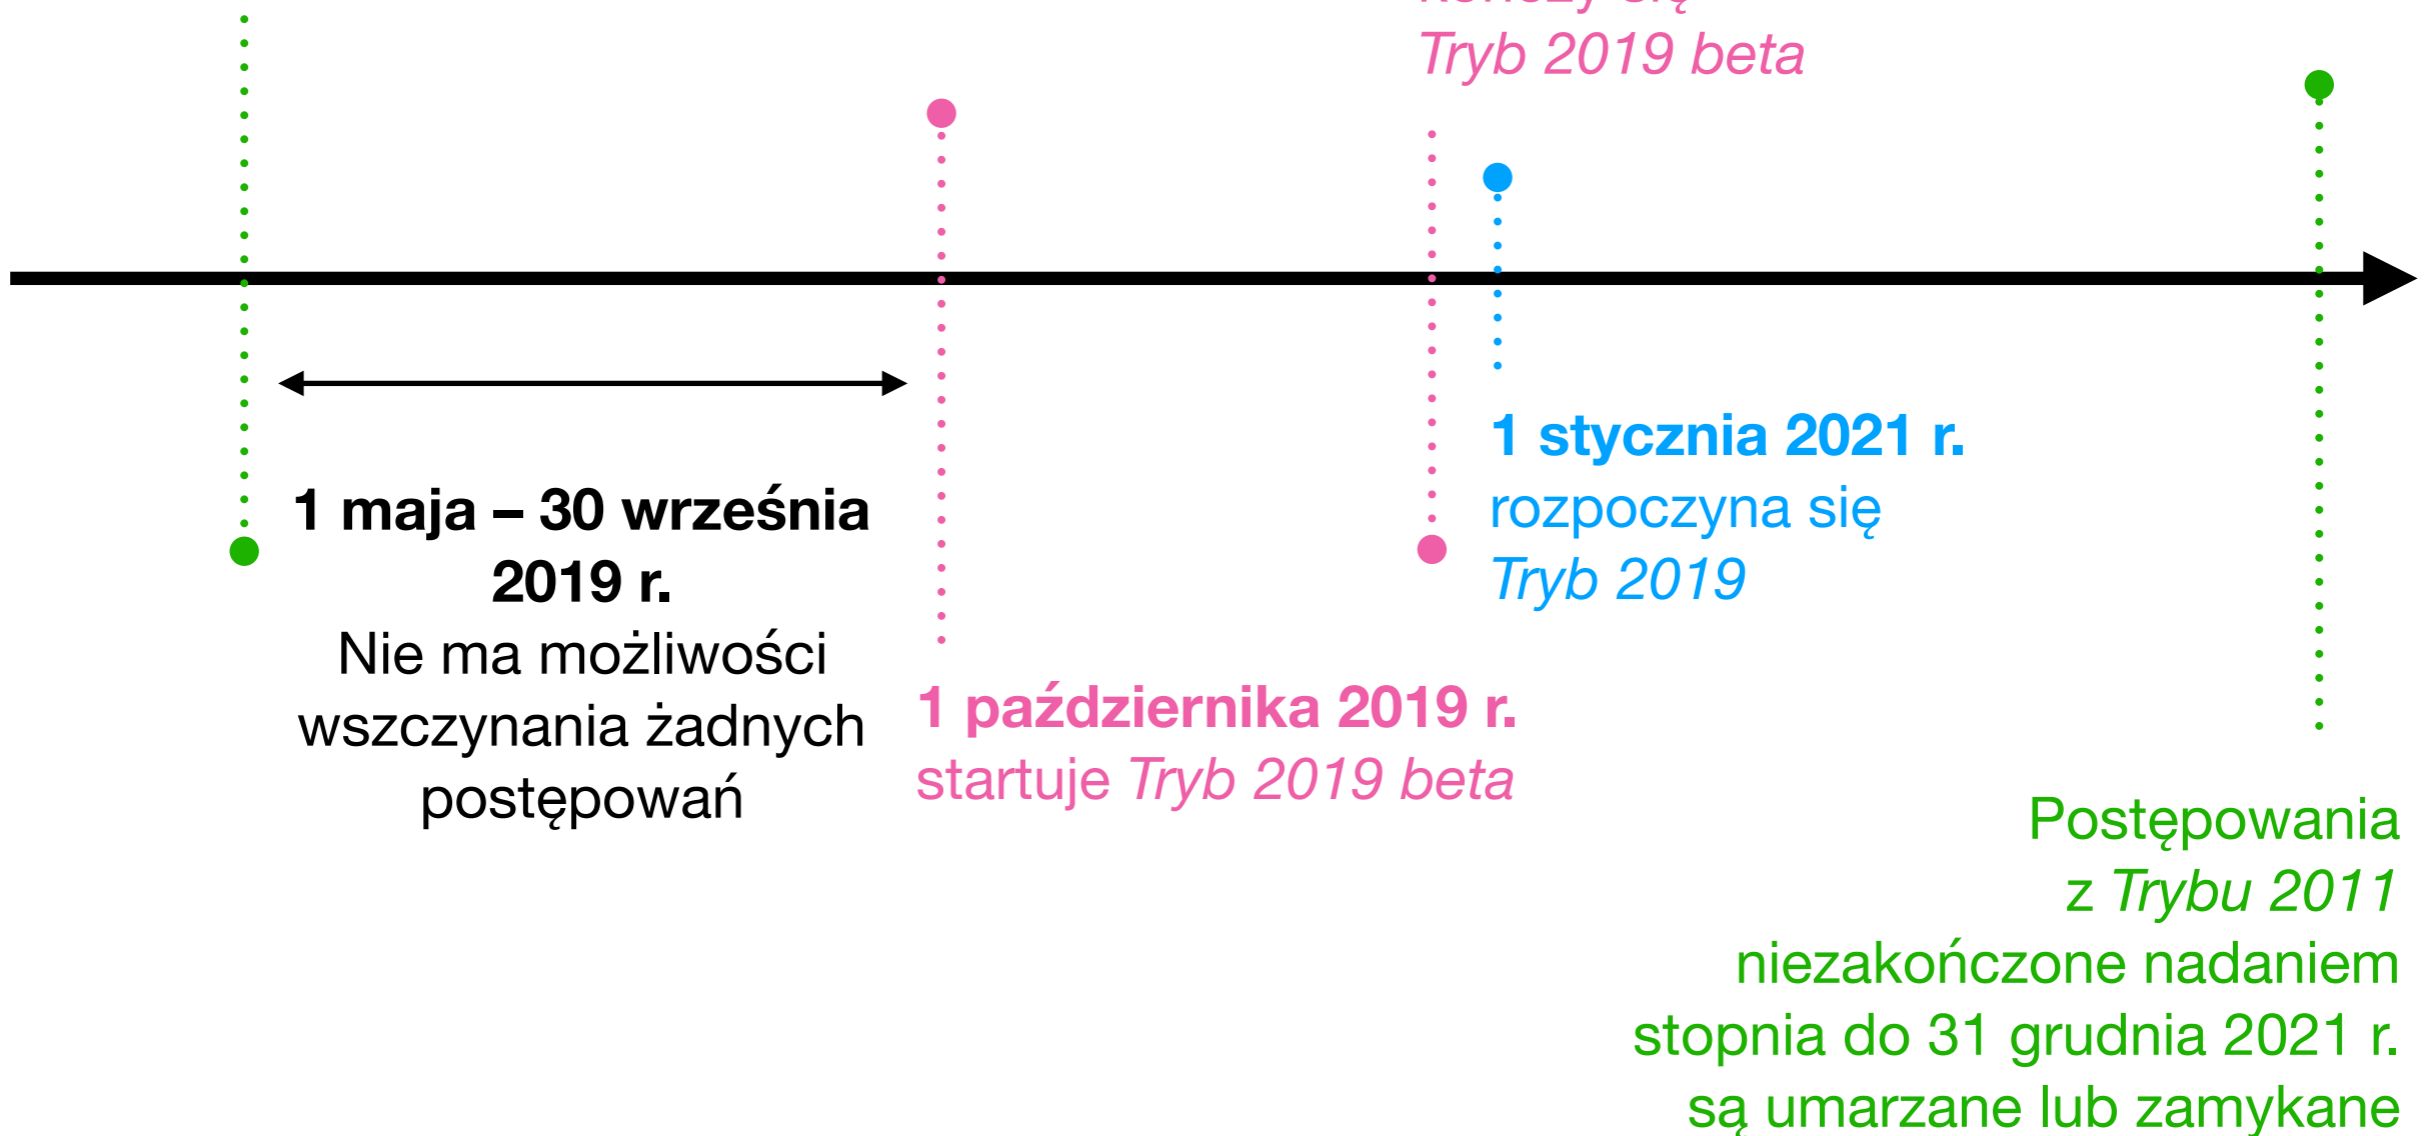 kończy się
Tryb 2019 beta
1 stycznia 2021 r.
rozpoczyna się
Tryb 2019
1 maja – 30 września
2019 r.
Nie ma możliwości
wszczynania żadnych
postępowań
1 października 2019 r.
startuje Tryb 2019 beta
Postępowania
z Trybu 2011
niezakończone nadaniem
stopnia do 31 grudnia 2021 r.
są umarzane lub zamykane